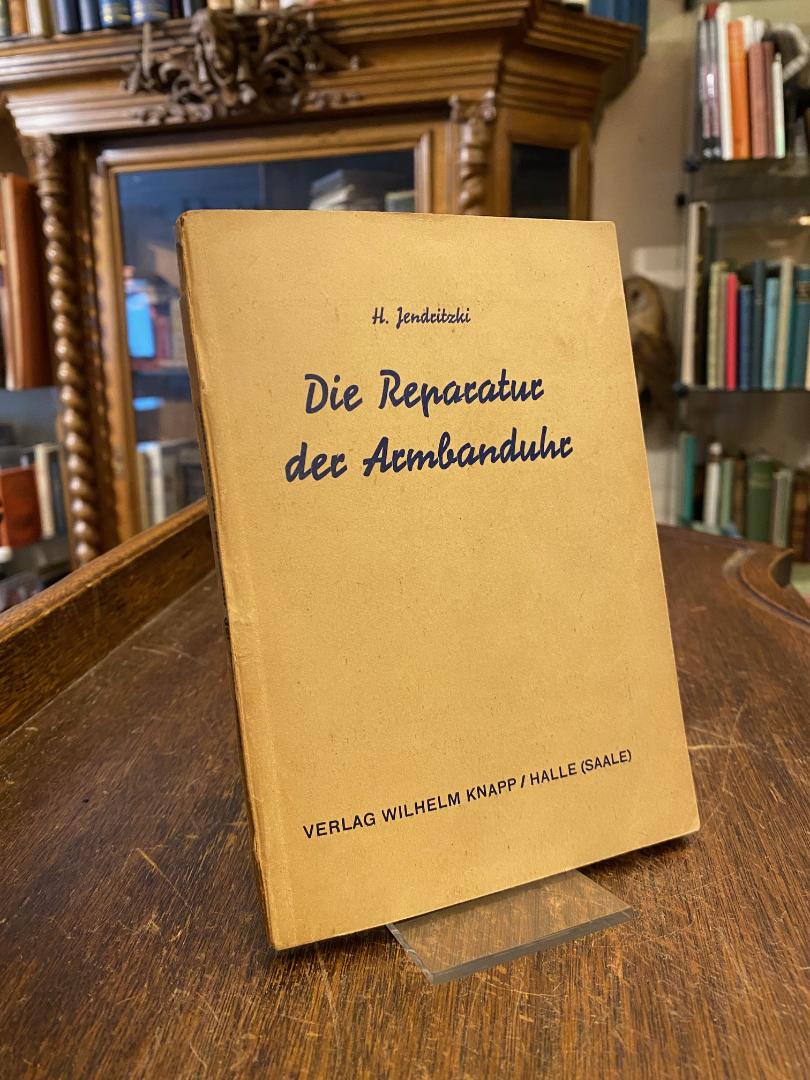 H. Jendritzki
Die Reparatur
der Armbanduhr
VERLAG WILHELM KNAPP / HALLE (SAALE)